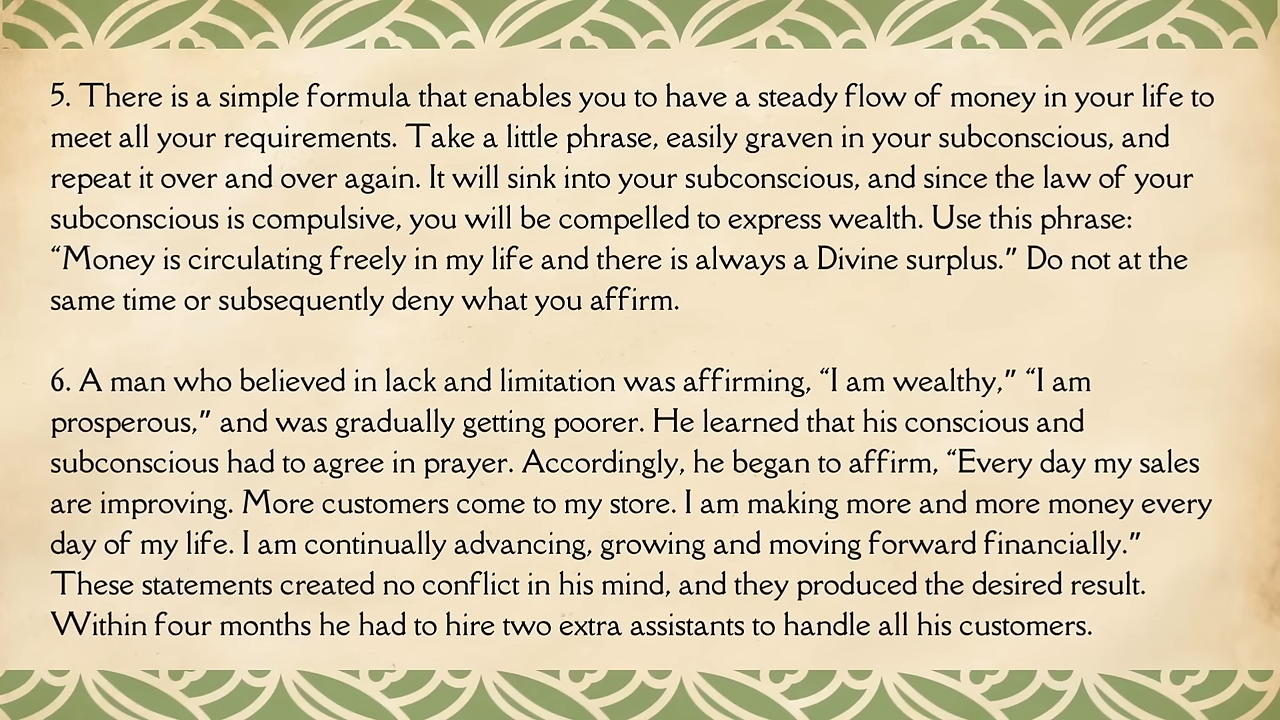 5. There is a simple formula that enables you to have a steady flow of money in your life to
meet all your requirements. Take a little phrase, easily graven in your subconscious, and
repeat it over and over again. It will sink into your subconscious, and since the law of your
subconscious is compulsive, you will be compelled to express wealth. Use this phrase:
“Money is circulating freely in my life and there is always a Divine surplus.” Do not at the
same time or subsequently deny what you affirm.
6. A man who believed in lack and limitation was affirming, “I am wealthy,” “I am
prosperous,” and was gradually getting poorer. He learned that his conscious and
subconscious had to agree in prayer. Accordingly, he began to affirm, “Every day my sales
are improving. More customers come to my store. I am making more and more money every
day of my life. I am continually advancing, growing and moving forward financially.”
These statements created no conflict in his mind, and they produced the desired result.
Within four months he had to hire two extra assistants to handle all his customers.